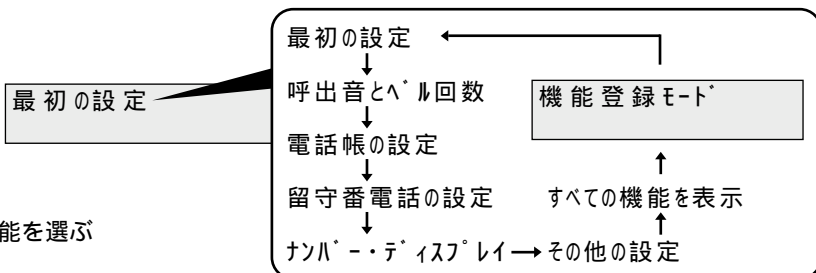 最初の設定
能を選ぶ
最初の設定
呼出音とﾍﾞﾙ回数
電話帳の設定
留守番電話の設定
ﾅﾝﾊﾞｰ・ﾃﾞｨｽﾌﾟﾚｲ
その他の設定
すべての機能を表示
機能登録ﾓｰﾄﾞ